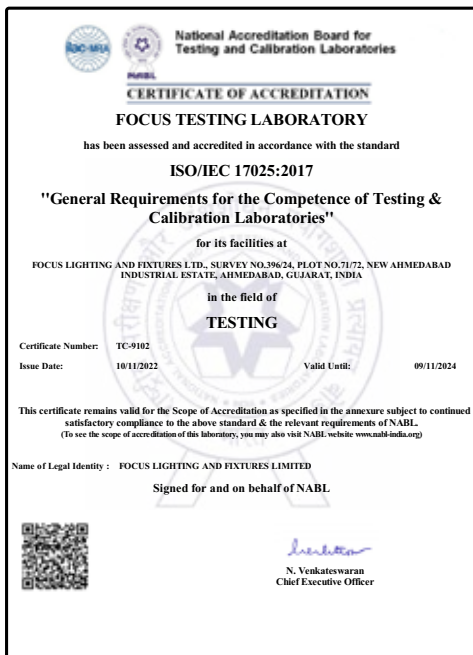 National Accreditation Board for
Testing and Calibration Laboratories
NABL
CERTIFICATE OF ACCREDITATION
FOCUS TESTING LABORATORY
has been assessed and accredited in accordance with the standard
ISO/IEC 17025:2017
"General Requirements for the Competence of Testing &
Calibration Laboratories"
for its facilities at
FOCUS LIGHTING AND FIXTURES LTD., SURVEY NO.396/24, PLOT NO.71/72, NEW AHMEDABAD
INDUSTRIAL ESTATE, AHMEDABAD, GUJARAT, INDIA
in the field of
TESTING
Certificate Number: TC-9102
Issue Date: 10/11/2022 Valid Until: 09/11/2024
This certificate remains valid for the Scope of Accreditation as specified in the annexure subject to continued
satisfactory compliance to the above standard & the relevant requirements of NABL.
(To see the scope of accreditation of this laboratory, you may also visit NABL website www.nabl-india.org)
Name of Legal Identity : FOCUS LIGHTING AND FIXTURES LIMITED
Signed for and on behalf of NABL
N. Venkateswaran
Chief Executive Officer